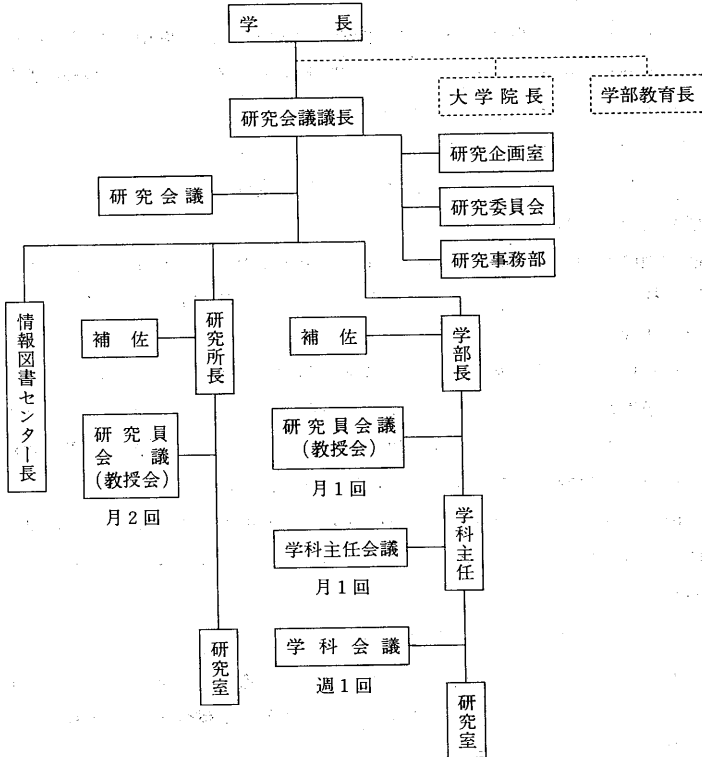 学長
大学院長
学部教育長
研究会議議長
研究企画室
研究会議
研究委員会
研究事務部
情報図書センター長
補佐
研究所長
補佐
学部長
研究員
会議
(教授会)
月2回
研究員会議
(教授会)
月1回
学科主任会議
月1回
学科主任
学科会議
週1回
研究室
研究室